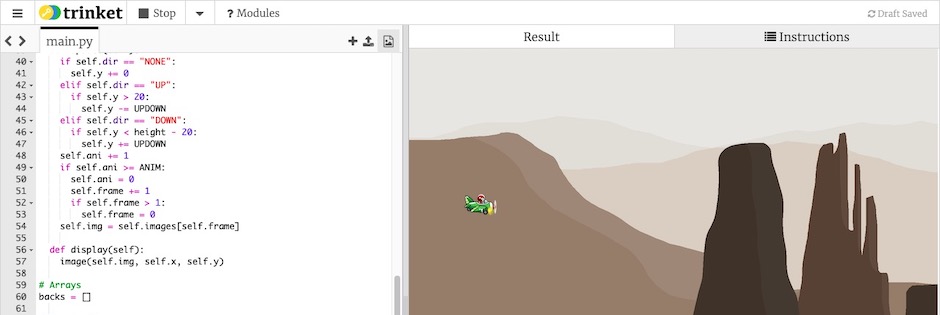 trinket
Stop
? Modules
Draft Saved
main.py
Result
Instructions
40 if self.dir == "NONE":
41 self.y += 0
42 elif self.dir == "UP":
43 if self.y > 20:
44 self.y -= UPDOWN
45 elif self.dir == "DOWN":
46 if self.y < height - 20:
47 self.y += UPDOWN
48 self.ani += 1
49 if self.ani >= ANIM:
50 self.ani = 0
51 self.frame += 1
52 if self.frame > 1:
53 self.frame = 0
54 self.img = self.images[self.frame]
55
56 def display(self):
57 image(self.img, self.x, self.y)
58
59 # Arrays
60 backs = []
61